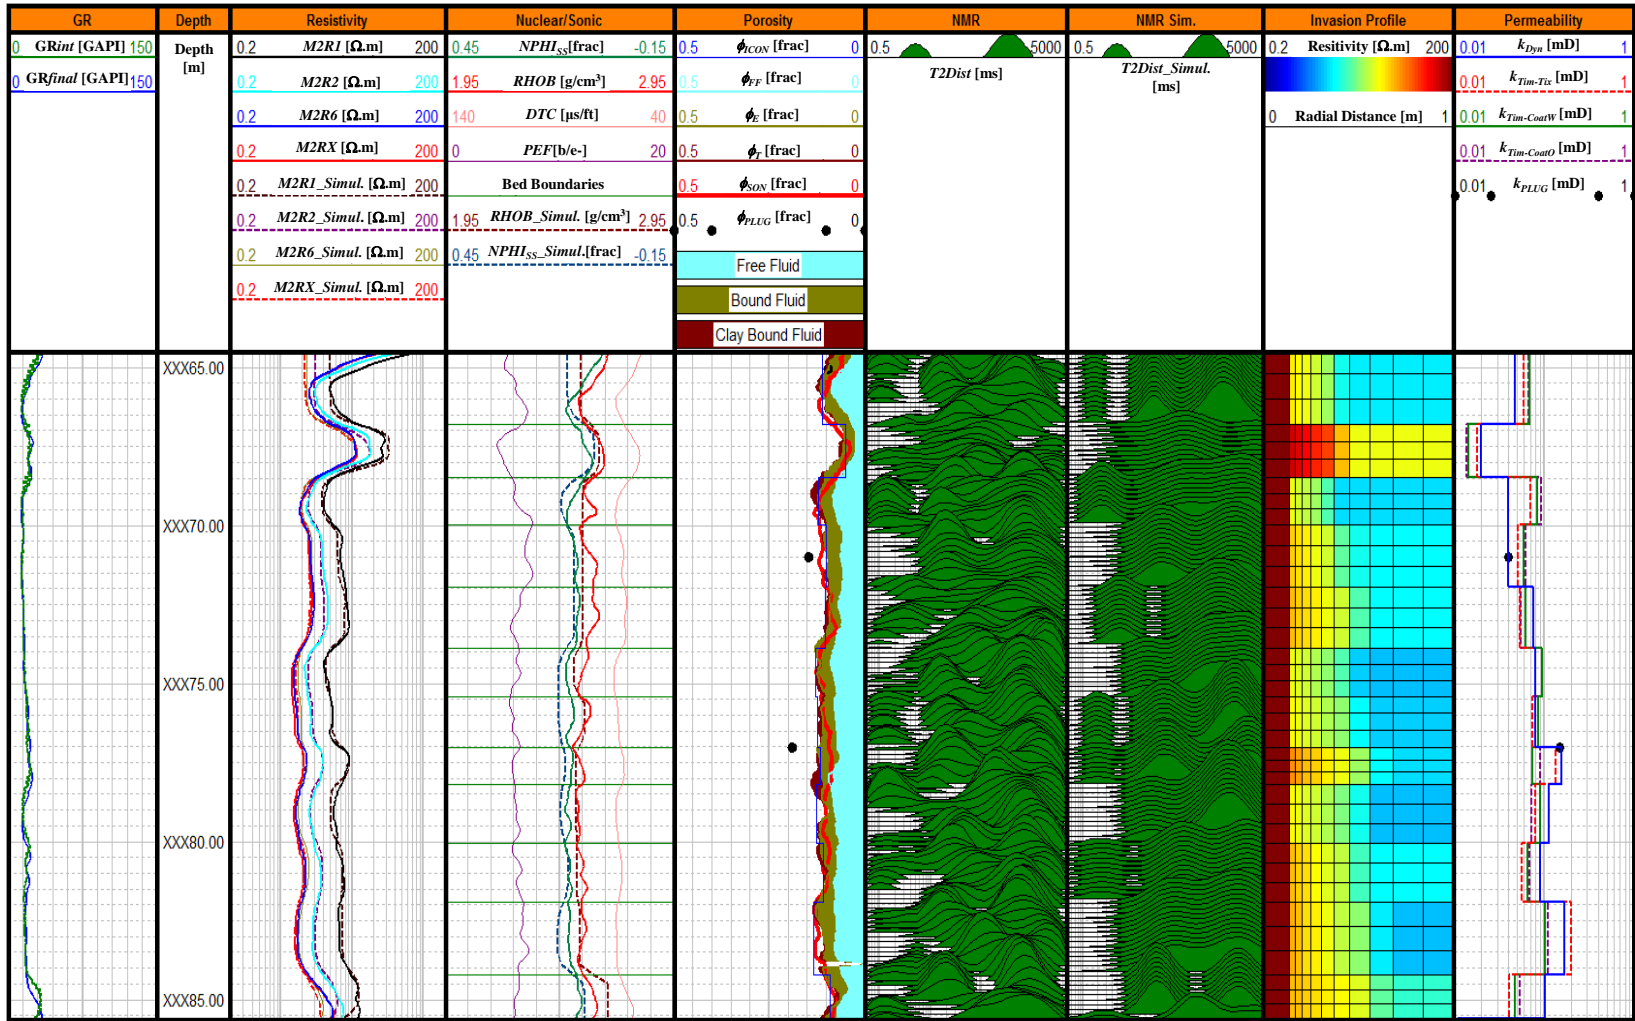 GR Depth Resistivity Nuclear/Sonic Porosity NMR NMR Sim. Invasion Profile Permeability
0 GRint [GAPI] 150
0 GRfinal [GAPI] 150
Depth
[m]
0.2 M2R1 [Ω.m] 200
0.2 M2R2 [Ω.m] 200
0.2 M2R6 [Ω.m] 200
0.2 M2RX [Ω.m] 200
0.2 M2R1_Simul. [Ω.m] 200
0.2 M2R2_Simul. [Ω.m] 200
0.2 M2R6_Simul. [Ω.m] 200
0.2 M2RX_Simul. [Ω.m] 200
0.45 NPHISS[frac] -0.15
1.95 RHOB [g/cm³] 2.95
140 DTC [µs/ft] 40
0 PEF[b/e-] 20
Bed Boundaries
1.95 RHOB_Simul. [g/cm³] 2.95
0.45 NPHISS_Simul.[frac] -0.15
0.5 ϕICON [frac] 0
0.5 ϕFF [frac] 0
0.5 ϕE [frac] 0
0.5 ϕT [frac] 0
0.5 ϕSON [frac] 0
0.5 ϕPLUG [frac] 0
Free Fluid
Bound Fluid
Clay Bound Fluid
0.5 5000
T2Dist [ms]
0.5 5000
T2Dist_Simul.
[ms]
0.2 Resitivity [Ω.m] 200
0 Radial Distance [m] 1
0.01 kDyn [mD] 1
0.01 kTim-Tix [mD] 1
0.01 kTim-CoatW [mD] 1
0.01 kTim-CoatO [mD] 1
0.01 kPLUG [mD] 1
XXX65.00
XXX70.00
XXX75.00
XXX80.00
XXX85.00